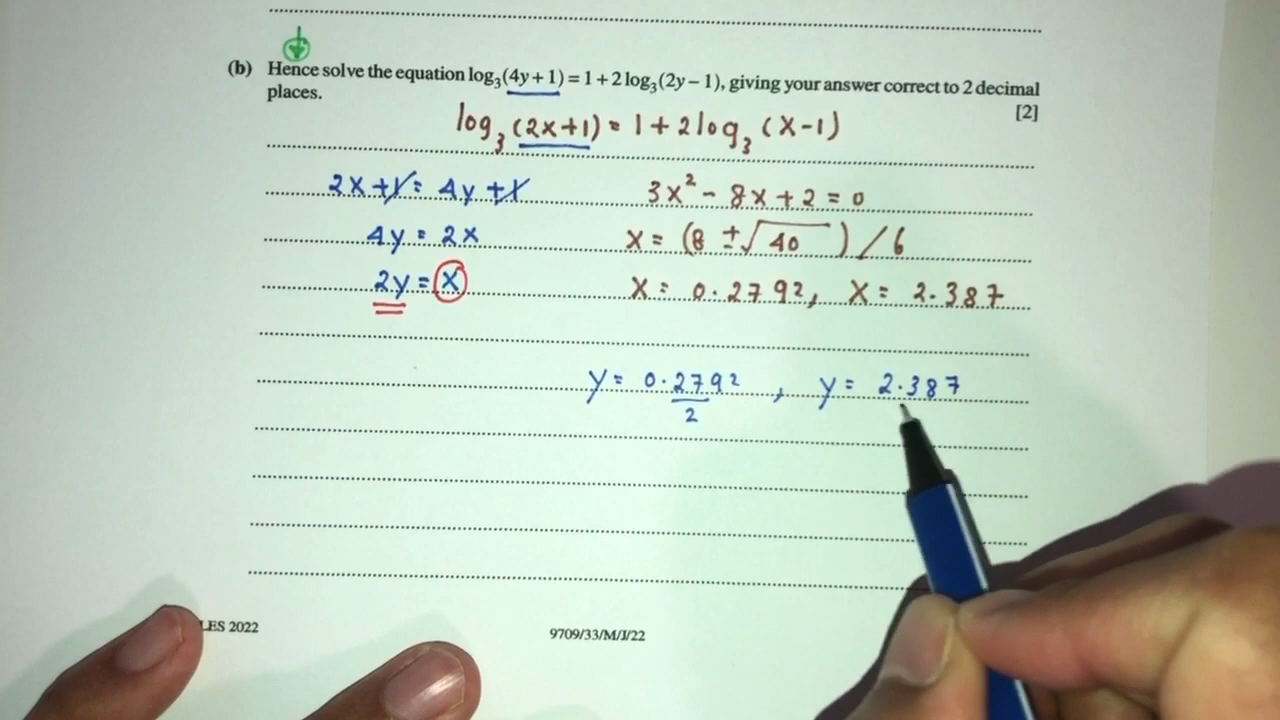 (b) Hence solve the equation log₃(4y + 1) = 1 + 2 log₃(2y – 1), giving your answer correct to 2 decimal
places. [2]
log₃ (2x+1) = 1 + 2log₃ (x-1)
2x+1 = 4y+1
4y = 2x
2y = x
3x² - 8x + 2 = 0
x = (8 ± √40) / 6
x = 0.2792, x = 2.387
y = 0.2792/2 , y = 2.387
LES 2022
9709/33/M/J/22